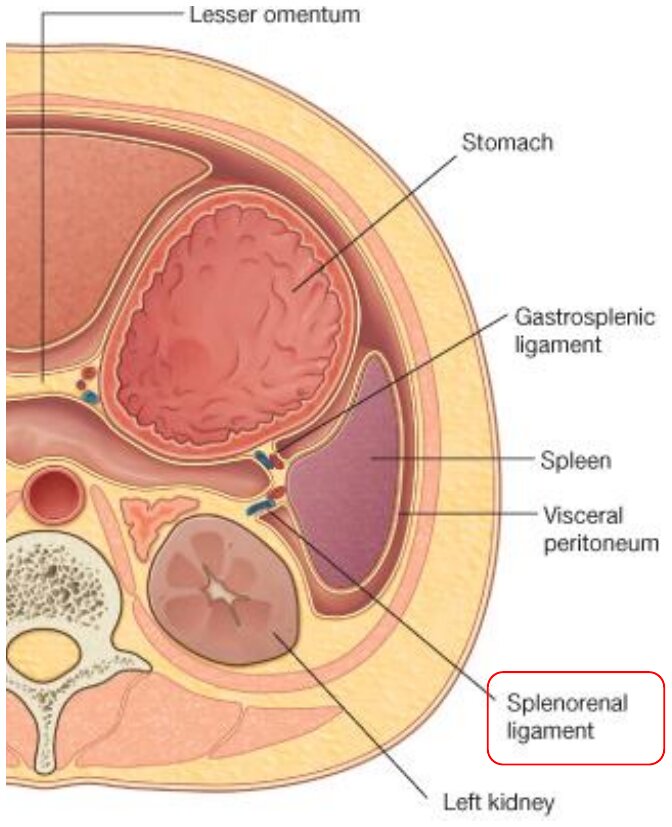 Lesser omentum
Stomach
Gastrosplenic
ligament
Spleen
Visceral
peritoneum
Splenorenal
ligament
Left kidney